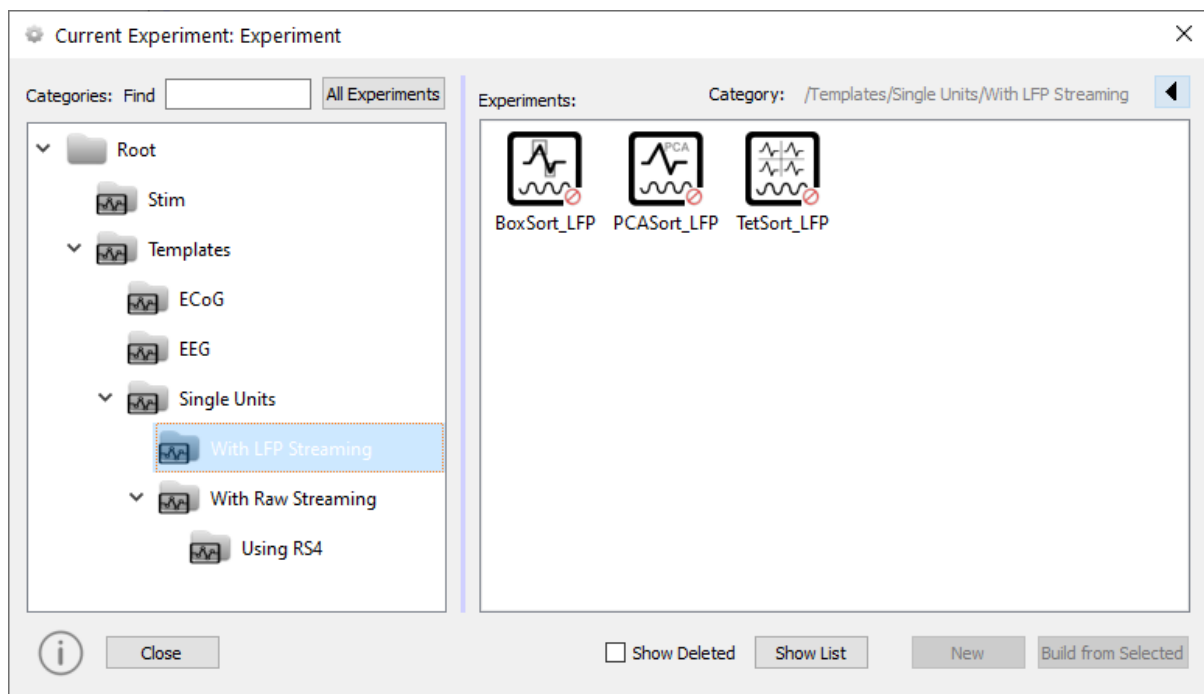 Current Experiment: Experiment
Categories: Find
All Experiments
Root
Stim
Templates
ECoG
EEG
Single Units
With LFP Streaming
With Raw Streaming
Using RS4
Experiments:
Category: /Templates/Single Units/With LFP Streaming
PCA
BoxSort_LFP PCASort_LFP TetSort_LFP
Close
Show Deleted
Show List
New
Build from Selected